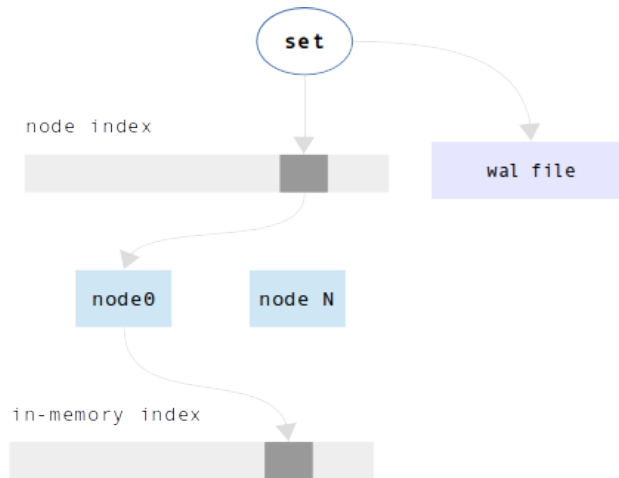 set
node index
wal file
node0
node N
in-memory index